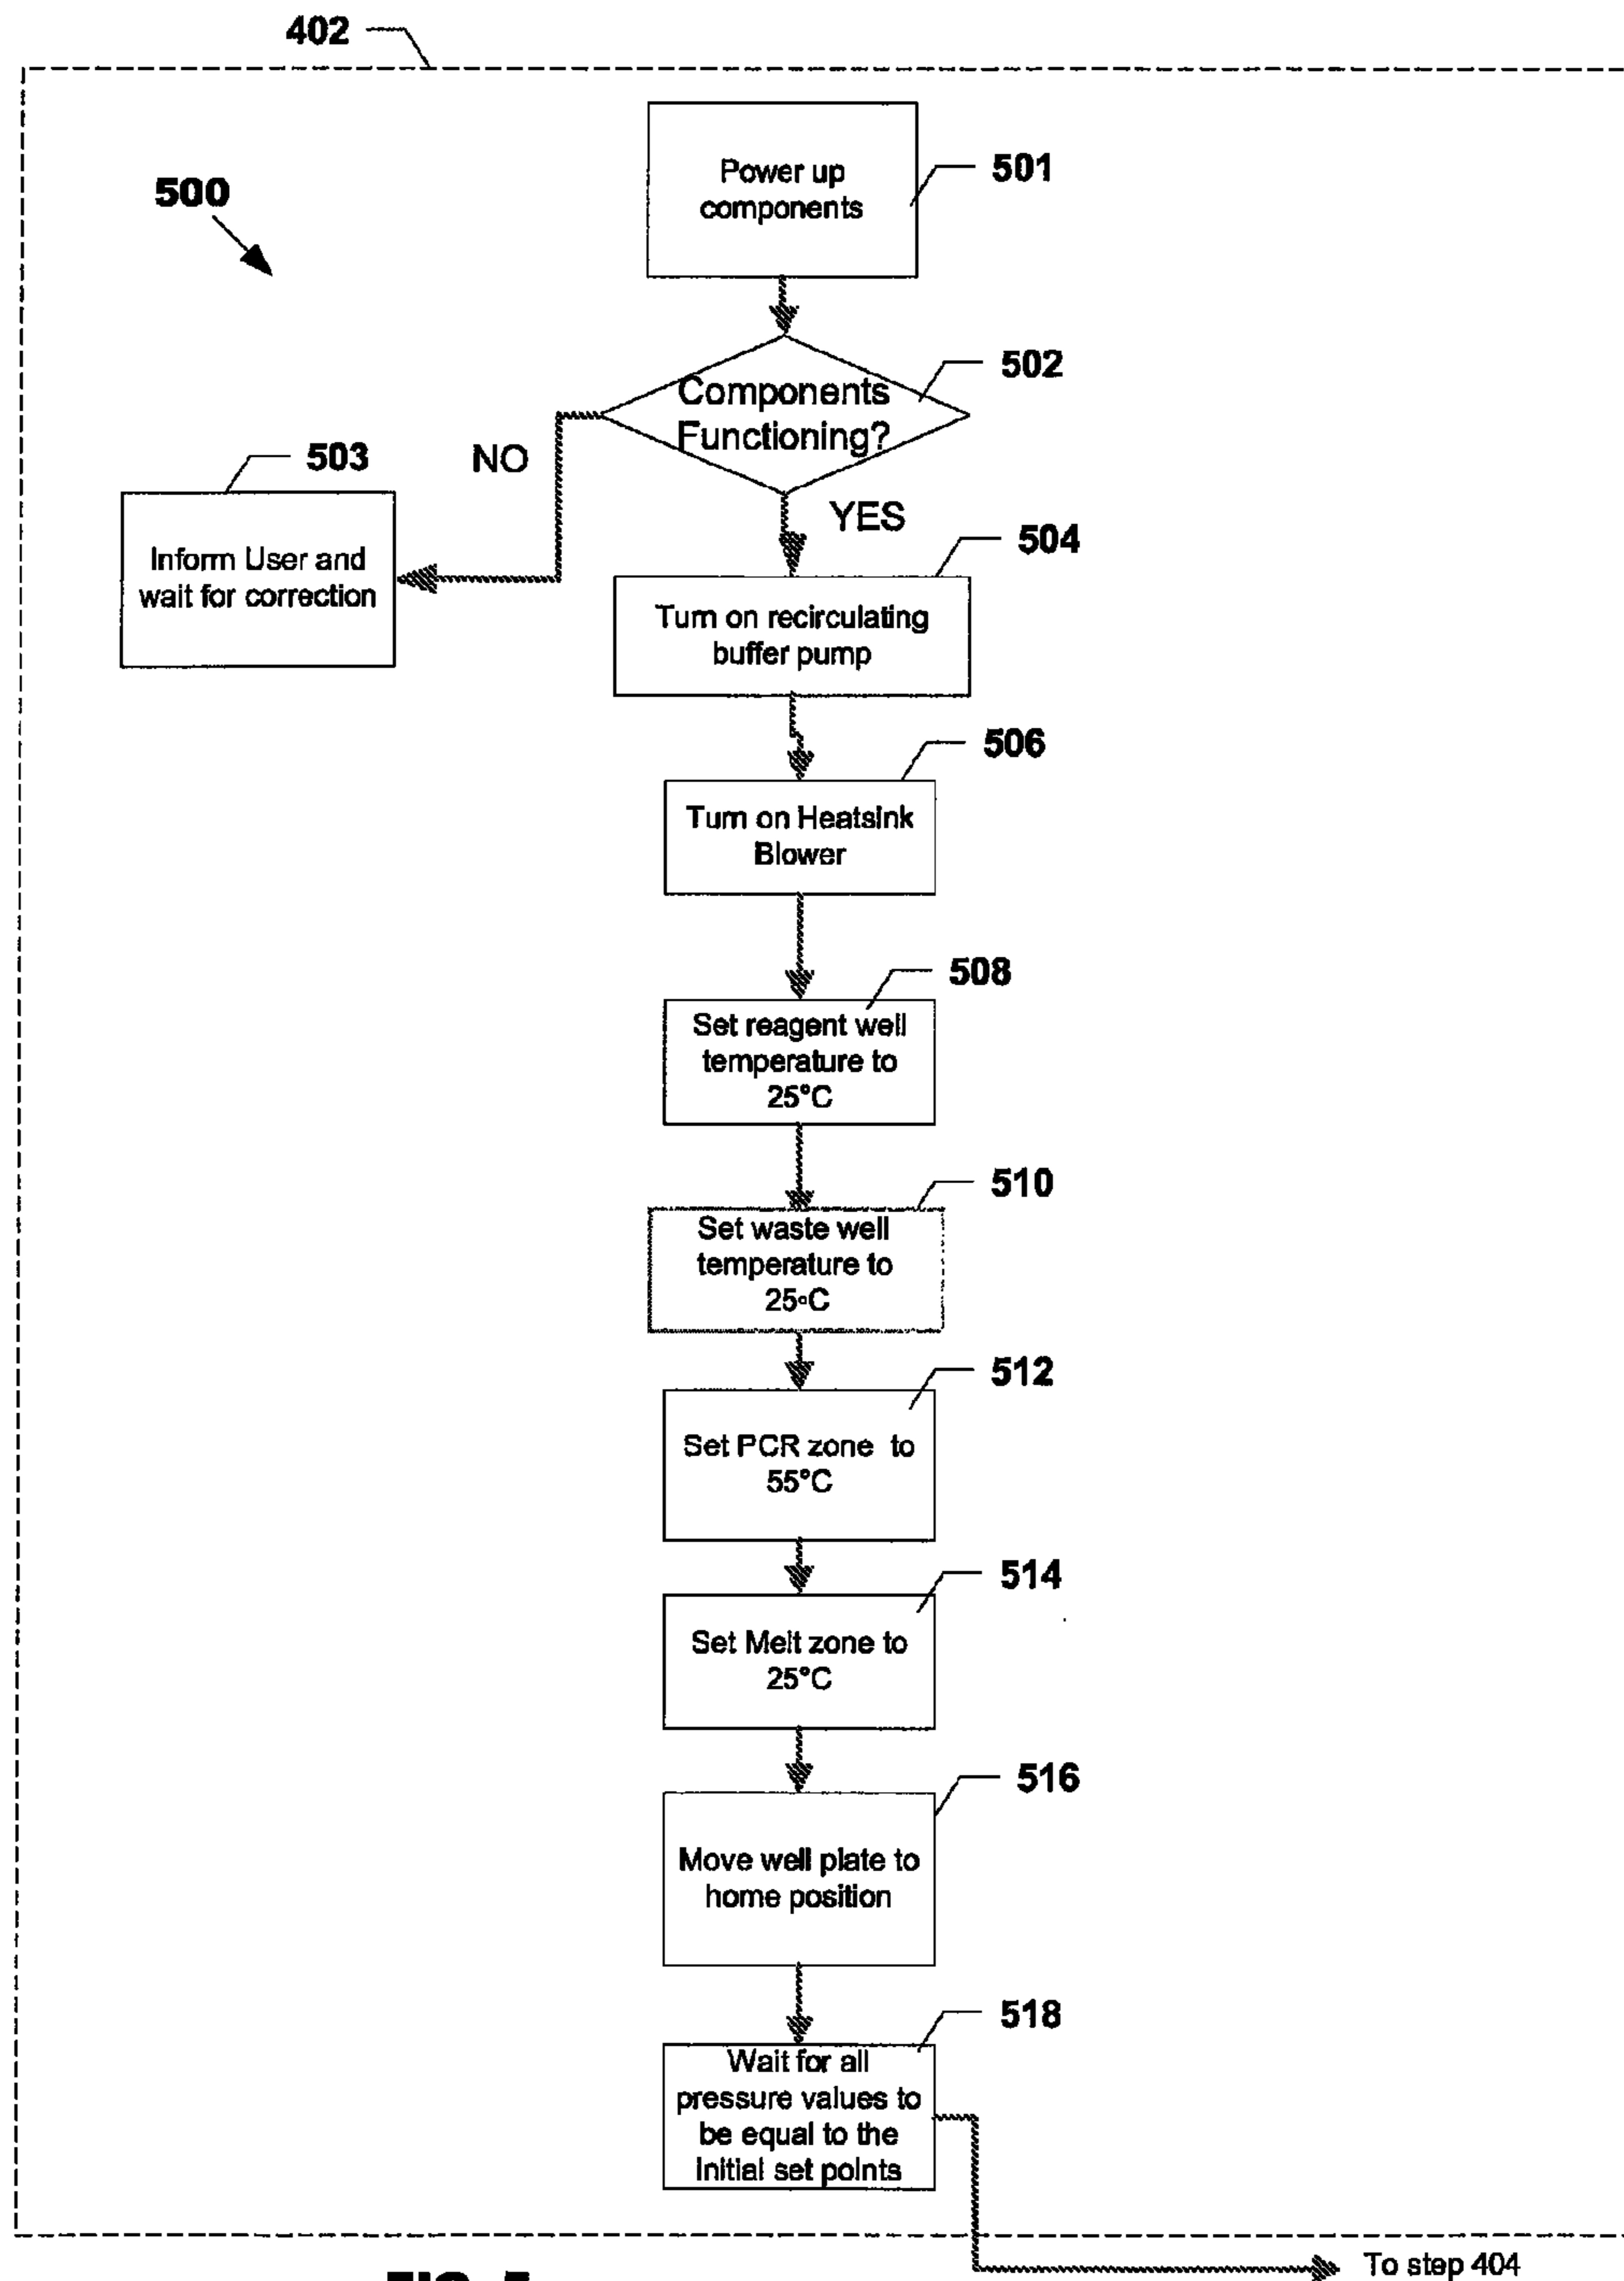 402
500
Power up
components
501
Components
Functioning?
502
NO
YES
503
Inform User and
wait for correction
504
Turn on recirculating
buffer pump
506
Turn on Heatsink
Blower
508
Set reagent well
temperature to
25°C
510
Set waste well
temperature to
25°C
512
Set PCR zone to
55°C
514
Set Melt zone to
25°C
516
Move well plate to
home position
518
Wait for all
pressure values to
be equal to the
initial set points
To step 404